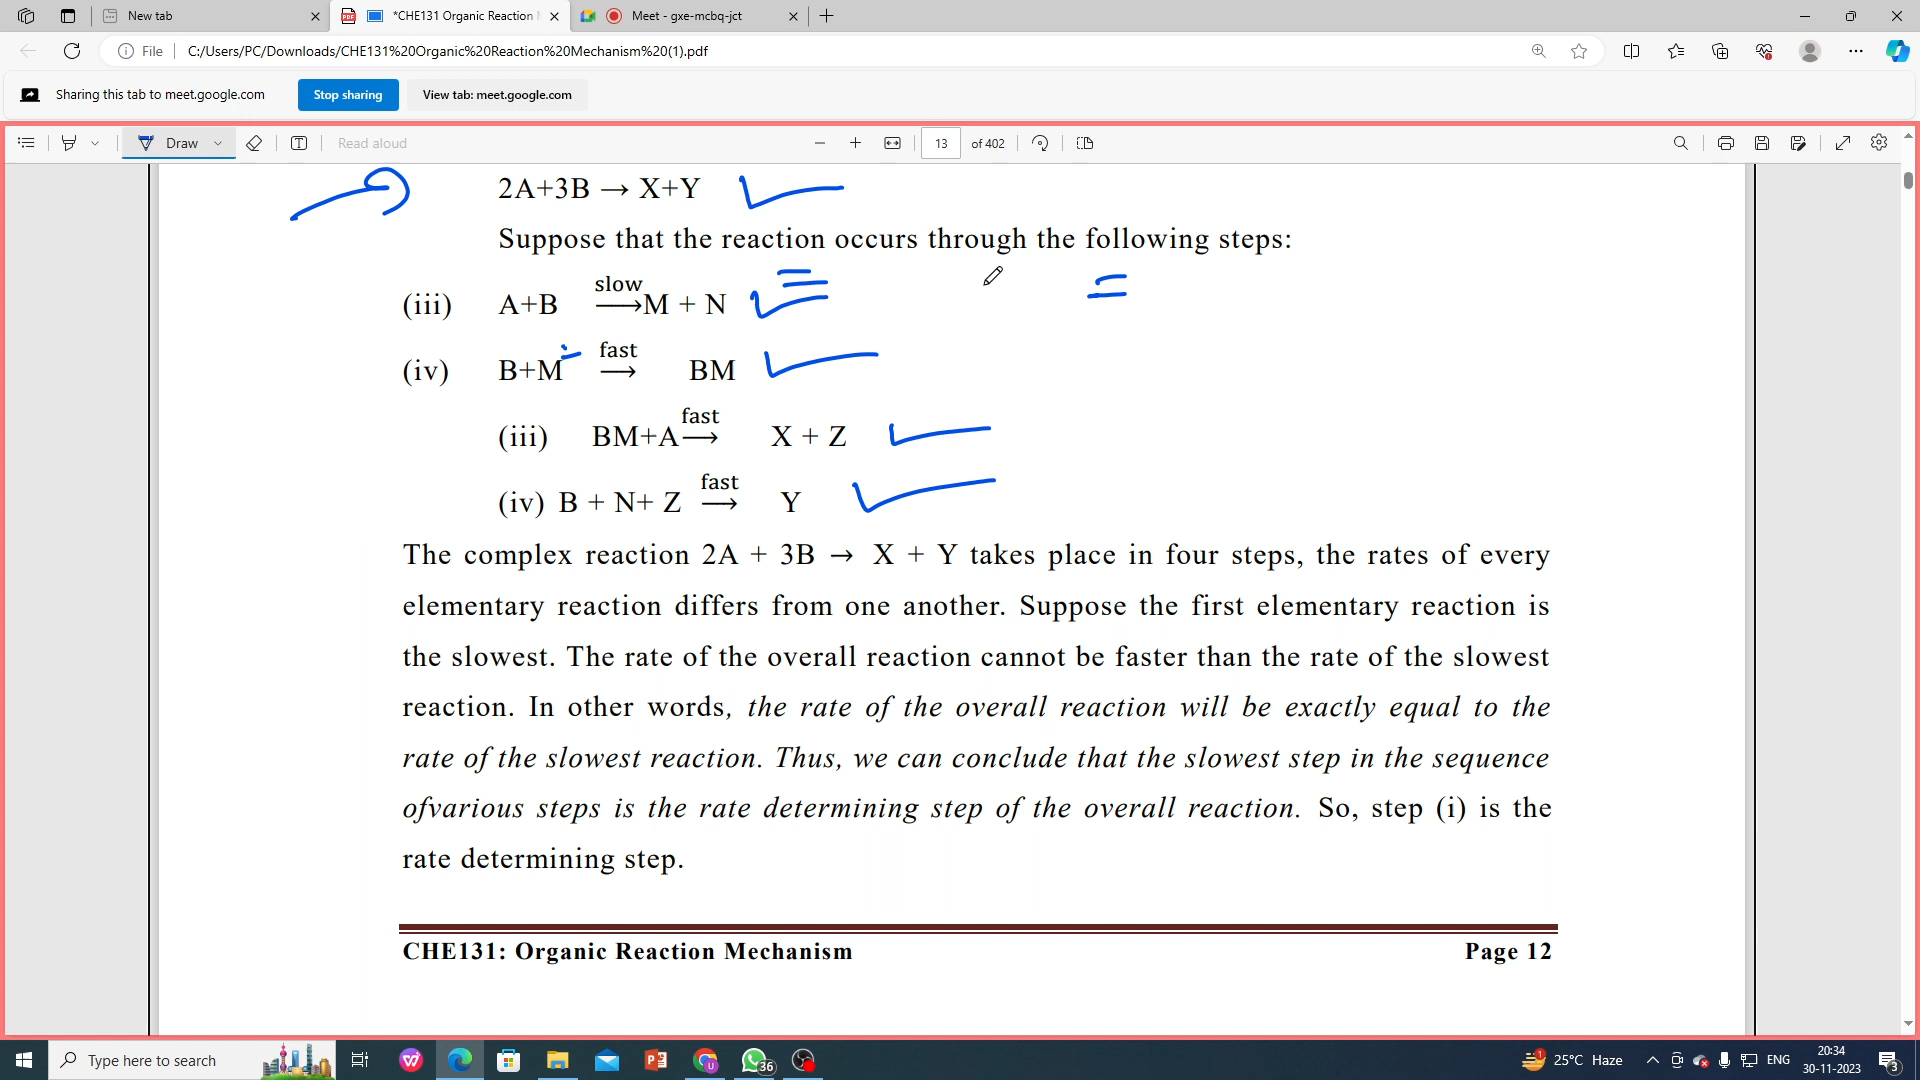 New tab
*CHE131 Organic Reaction M
Meet - gxe-mcbq-jct
File
C:/Users/PC/Downloads/CHE131%20Organic%20Reaction%20Mechanism%20(1).pdf
Sharing this tab to meet.google.com
Stop sharing
View tab: meet.google.com
Draw
Read aloud
13
of 402
2A+3B → X+Y
Suppose that the reaction occurs through the following steps:
slow
(iii) A+B ⟶M + N
fast
(iv) B+M → BM
fast
(iii) BM+A→ X + Z
fast
(iv) B + N+ Z → Y
The complex reaction 2A + 3B → X + Y takes place in four steps, the rates of every
elementary reaction differs from one another. Suppose the first elementary reaction is
the slowest. The rate of the overall reaction cannot be faster than the rate of the slowest
reaction. In other words, the rate of the overall reaction will be exactly equal to the
rate of the slowest reaction. Thus, we can conclude that the slowest step in the sequence
ofvarious steps is the rate determining step of the overall reaction. So, step (i) is the
rate determining step.
CHE131: Organic Reaction Mechanism
Page 12
Type here to search
36
25°C Haze
ENG
20:34
30-11-2023
3